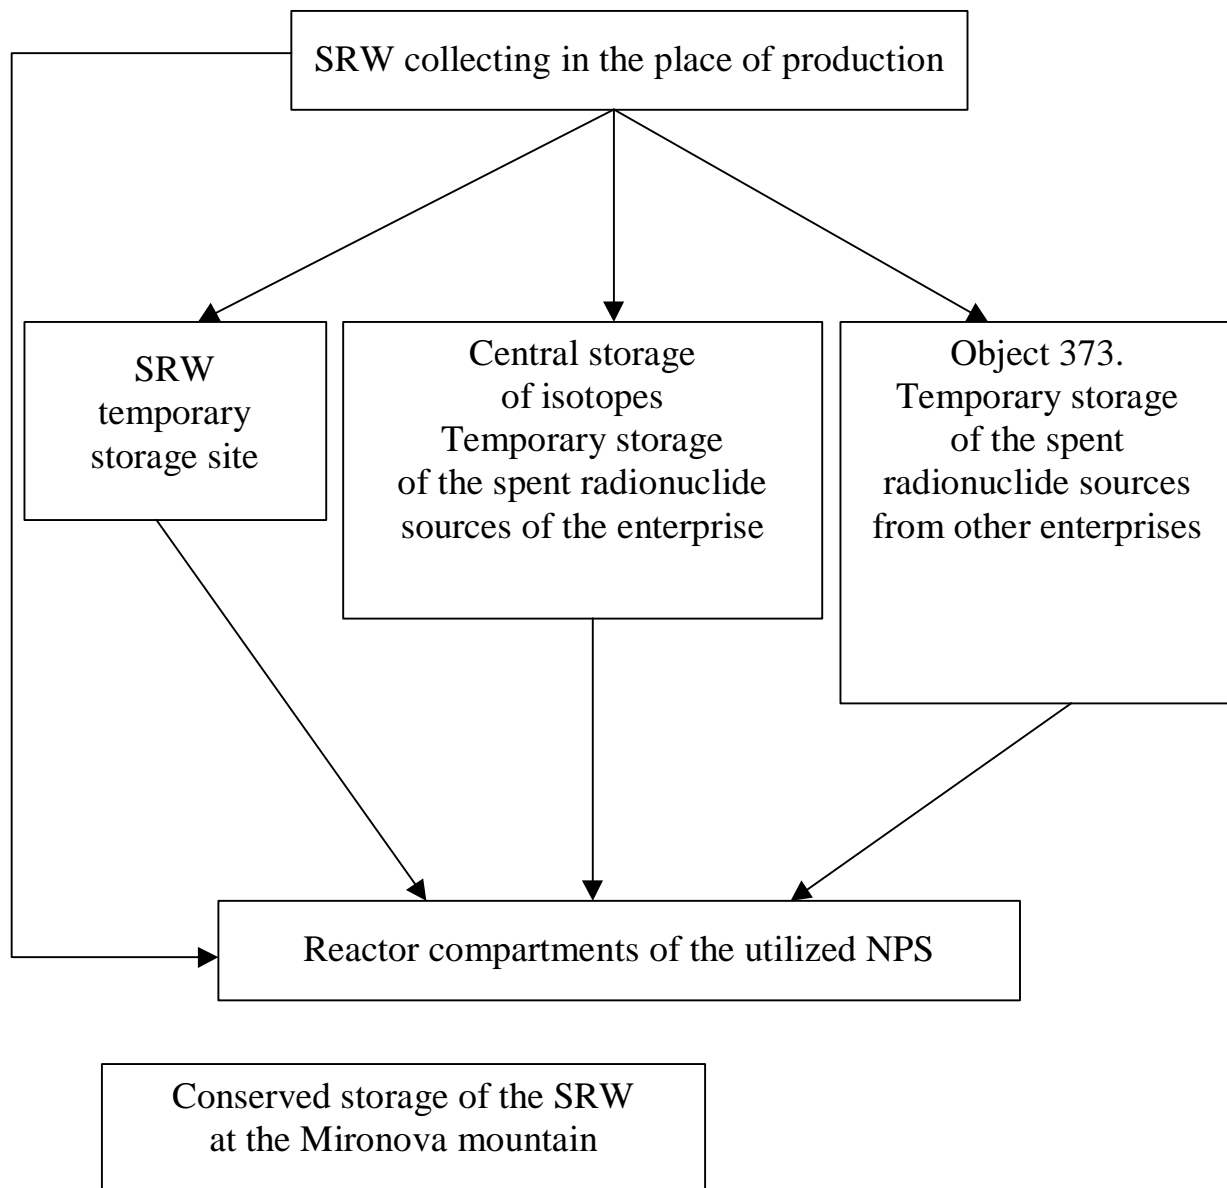 SRW collecting in the place of production
SRW
temporary
storage site
Central storage
of isotopes
Temporary storage
of the spent radionuclide
sources of the enterprise
Object 373.
Temporary storage
of the spent
radionuclide sources
from other enterprises
Reactor compartments of the utilized NPS
Conserved storage of the SRW
at the Mironova mountain